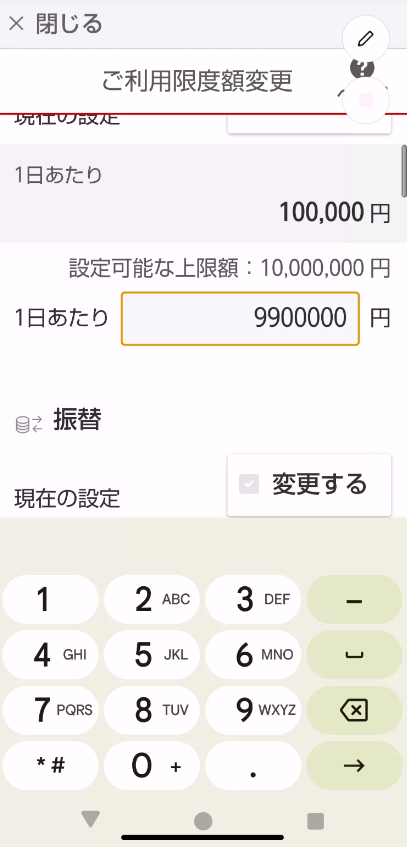 × 閉じる
ご利用限度額変更
?
現在の設定
1日あたり
100,000 円
設定可能な上限額：10,000,000 円
1日あたり 9900000 円
振替
現在の設定
変更する
1 2 ABC 3 DEF –
4 GHI 5 JKL 6 MNO
7 PQRS 8 TUV 9 WXYZ
*# 0 + . →